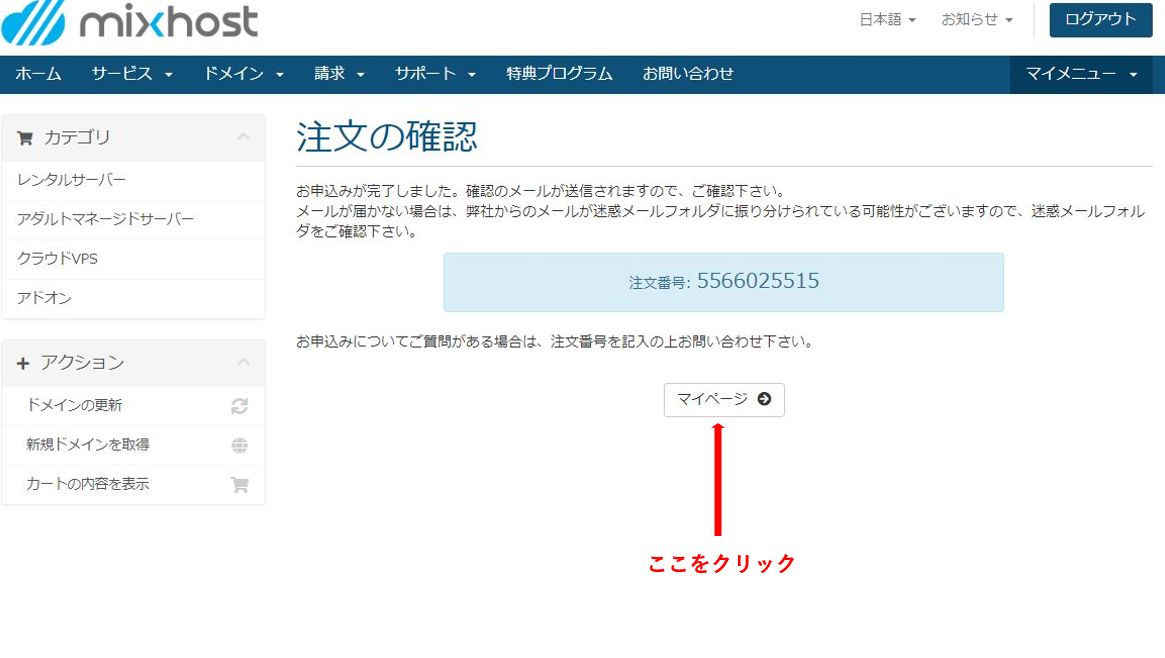 mixhost
日本語 お知らせ ログアウト
ホーム サービス ドメイン 請求 サポート 特典プログラム お問い合わせ マイメニュー
カテゴリ
レンタルサーバー
アダルトマネージドサーバー
クラウドVPS
アドオン
アクション
ドメインの更新
新規ドメインを取得
カートの内容を表示
注文の確認
お申込みが完了しました。確認のメールが送信されますので、ご確認下さい。
メールが届かない場合は、弊社からのメールが迷惑メールフォルダに振り分けられている可能性がございますので、迷惑メールフォル
ダをご確認下さい。
注文番号: 5566025515
お申込みについてご質問がある場合は、注文番号を記入の上お問い合わせ下さい。
マイページ
ここをクリック